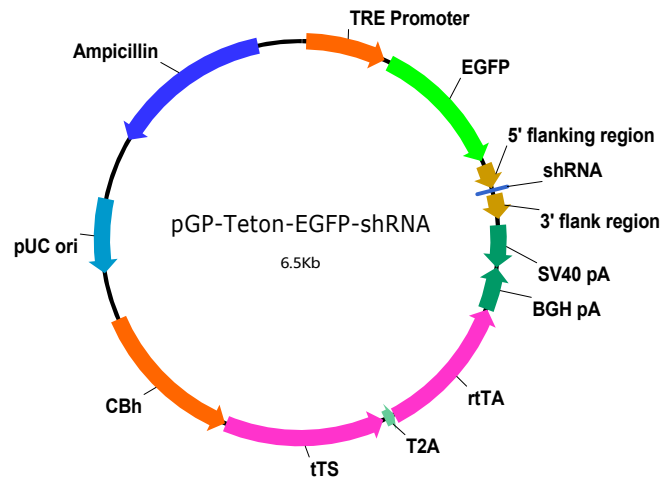 TRE Promoter
Ampicillin
EGFP
5' flanking region
shRNA
3' flank region
pGP-Teton-EGFP-shRNA
6.5Kb
pUC ori
SV40 pA
BGH pA
rtTA
CBh
T2A
tTS